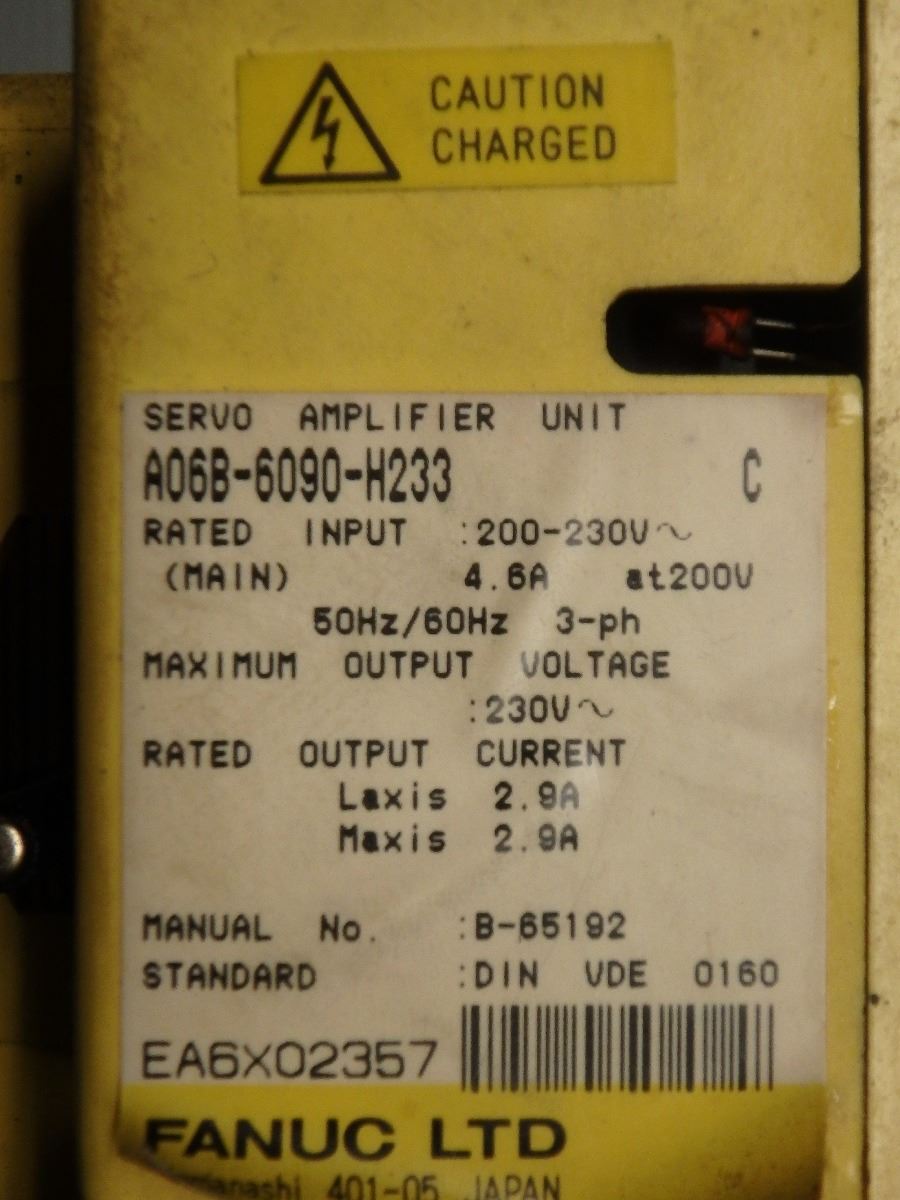 CAUTION
CHARGED
SERVO AMPLIFIER UNIT
A06B-6090-H233 C
RATED INPUT :200-230V～
(MAIN) 4.6A at200V
50Hz/60Hz 3-ph
MAXIMUM OUTPUT VOLTAGE
:230V～
RATED OUTPUT CURRENT
Laxis 2.9A
Maxis 2.9A
MANUAL No. :B-65192
STANDARD :DIN VDE 0160
EA6X02357
FANUC LTD
401-05 JAPAN